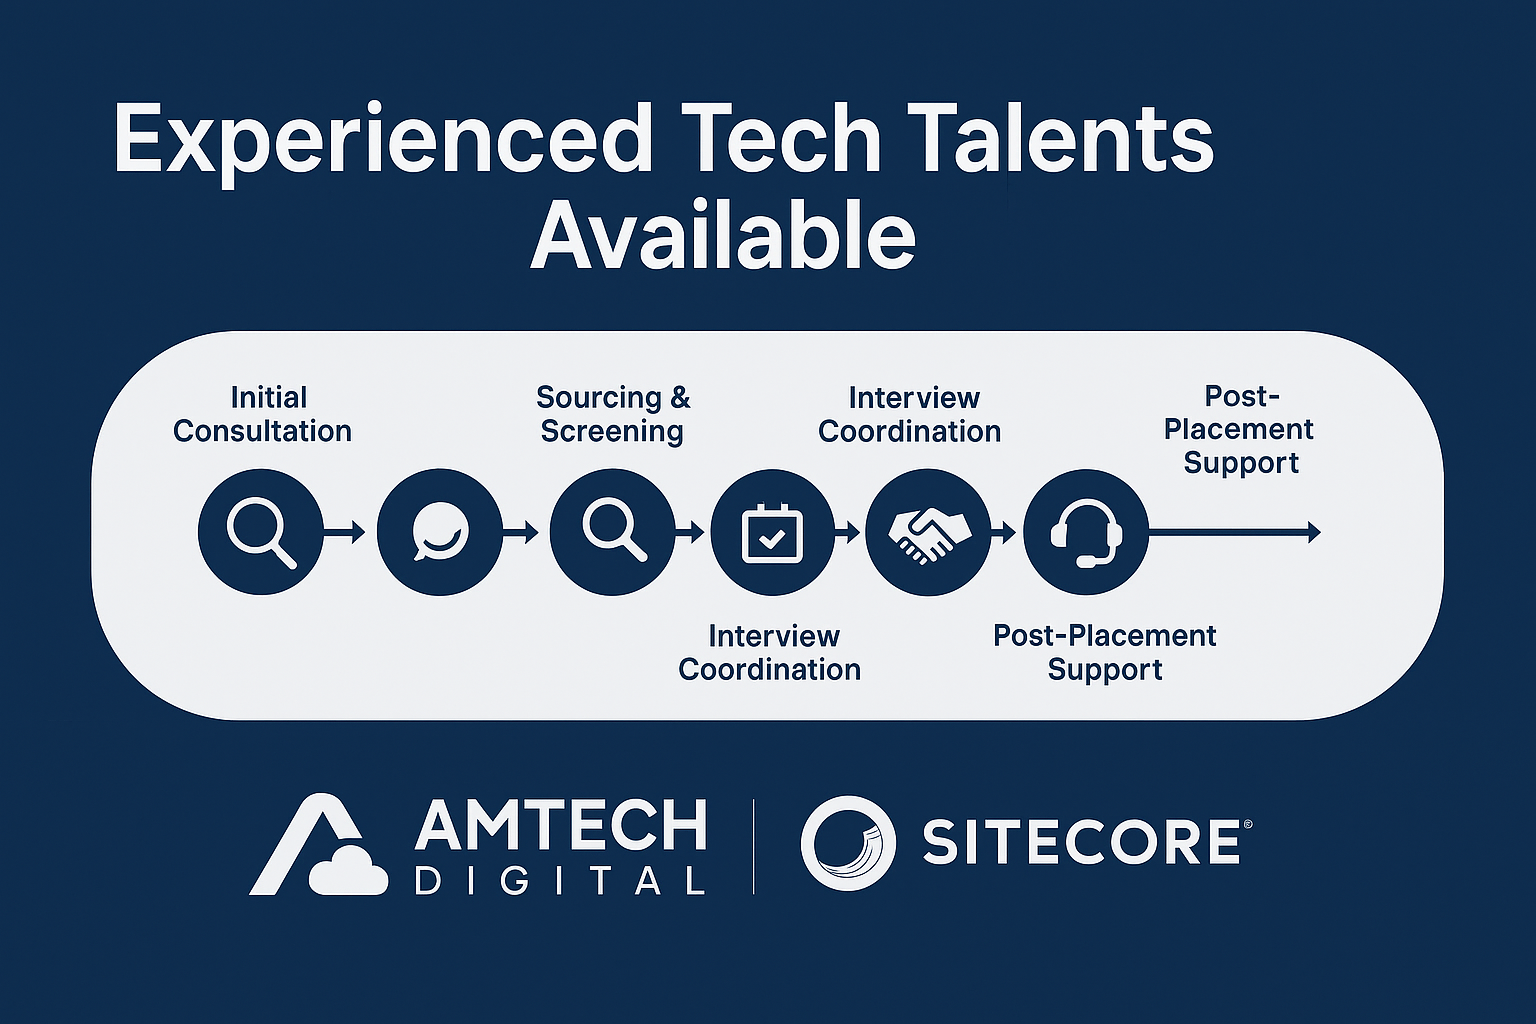 Experienced Tech Talents
Available
Initial
Consultation
Sourcing &
Screening
Interview
Coordination
Post-
Placement
Support
Interview
Coordination
Post-Placement
Support
AMTECH
DIGITAL
SITECORE®